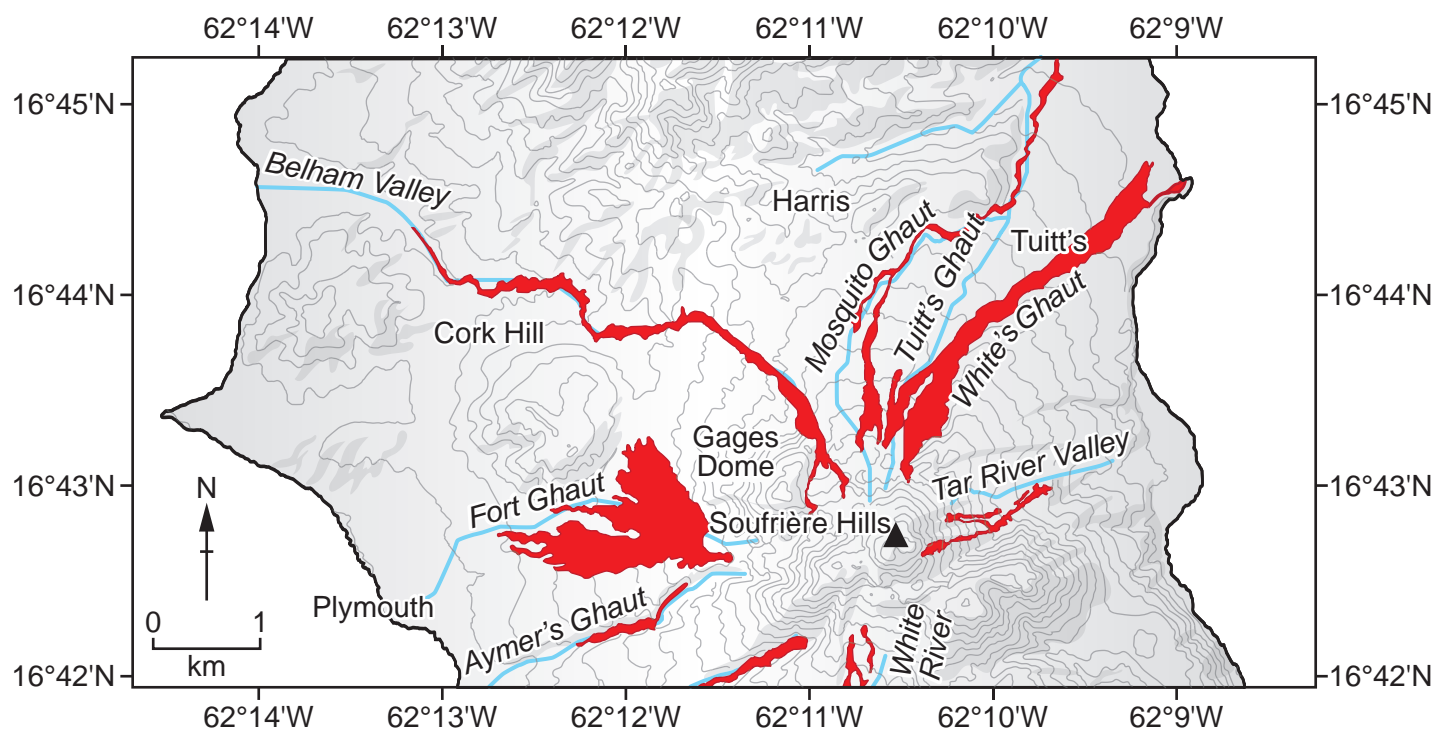 62°14'W 62°13'W 62°12'W 62°11'W 62°10'W 62°9'W
16°45'N 16°45'N
Belham Valley
Harris
Mosquito Ghaut
Tuitt's Ghaut
Tuitt's
16°44'N 16°44'N
Cork Hill
White's Ghaut
Gages
Dome
Tar River Valley
16°43'N 16°43'N
Fort Ghaut
N
Soufrière Hills
Plymouth
0 1
km
Aymer's Ghaut
White
River
16°42'N 16°42'N
62°14'W 62°13'W 62°12'W 62°11'W 62°10'W 62°9'W